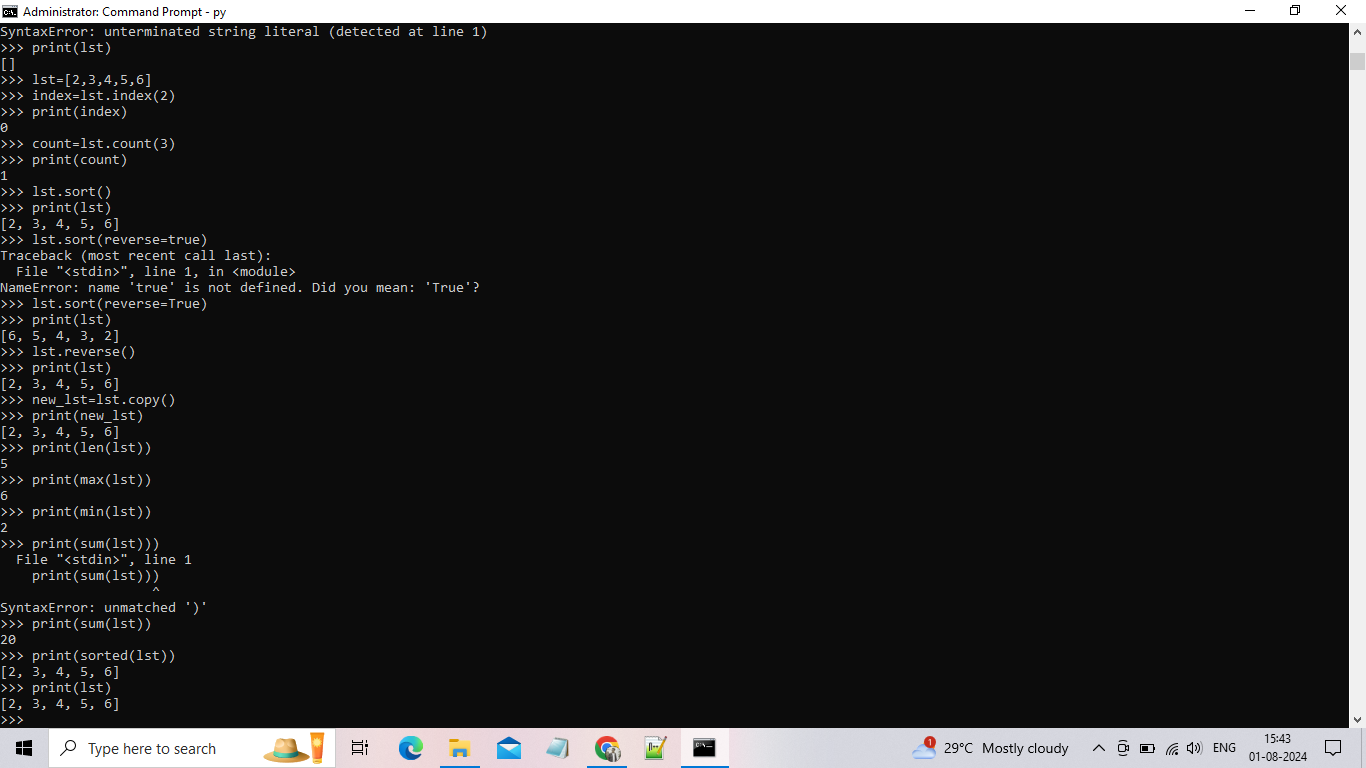 Administrator: Command Prompt - py
SyntaxError: unterminated string literal (detected at line 1)
>>> print(lst)
[]
>>> lst=[2,3,4,5,6]
>>> index=lst.index(2)
>>> print(index)
0
>>> count=lst.count(3)
>>> print(count)
1
>>> lst.sort()
>>> print(lst)
[2, 3, 4, 5, 6]
>>> lst.sort(reverse=true)
Traceback (most recent call last):
  File "<stdin>", line 1, in <module>
NameError: name 'true' is not defined. Did you mean: 'True'?
>>> lst.sort(reverse=True)
>>> print(lst)
[6, 5, 4, 3, 2]
>>> lst.reverse()
>>> print(lst)
[2, 3, 4, 5, 6]
>>> new_lst=lst.copy()
>>> print(new_lst)
[2, 3, 4, 5, 6]
>>> print(len(lst))
5
>>> print(max(lst))
6
>>> print(min(lst))
2
>>> print(sum(lst)))
  File "<stdin>", line 1
    print(sum(lst)))
                   ^
SyntaxError: unmatched ')'
>>> print(sum(lst))
20
>>> print(sorted(lst))
[2, 3, 4, 5, 6]
>>> print(lst)
[2, 3, 4, 5, 6]
>>>
Type here to search
1
29°C Mostly cloudy
ENG
15:43
01-08-2024